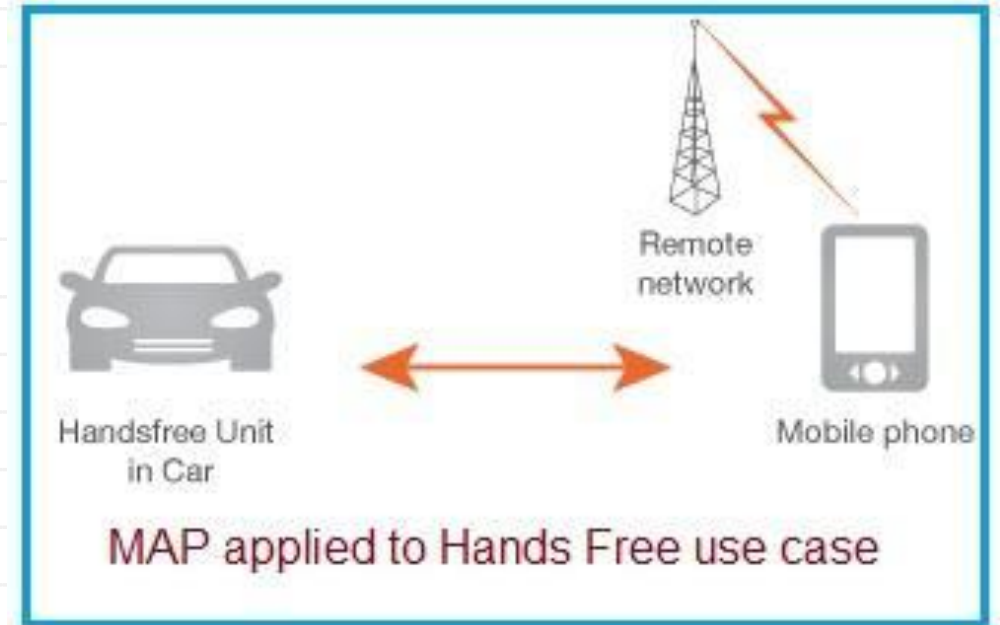 Remote
network
Handsfree Unit
in Car
Mobile phone
MAP applied to Hands Free use case